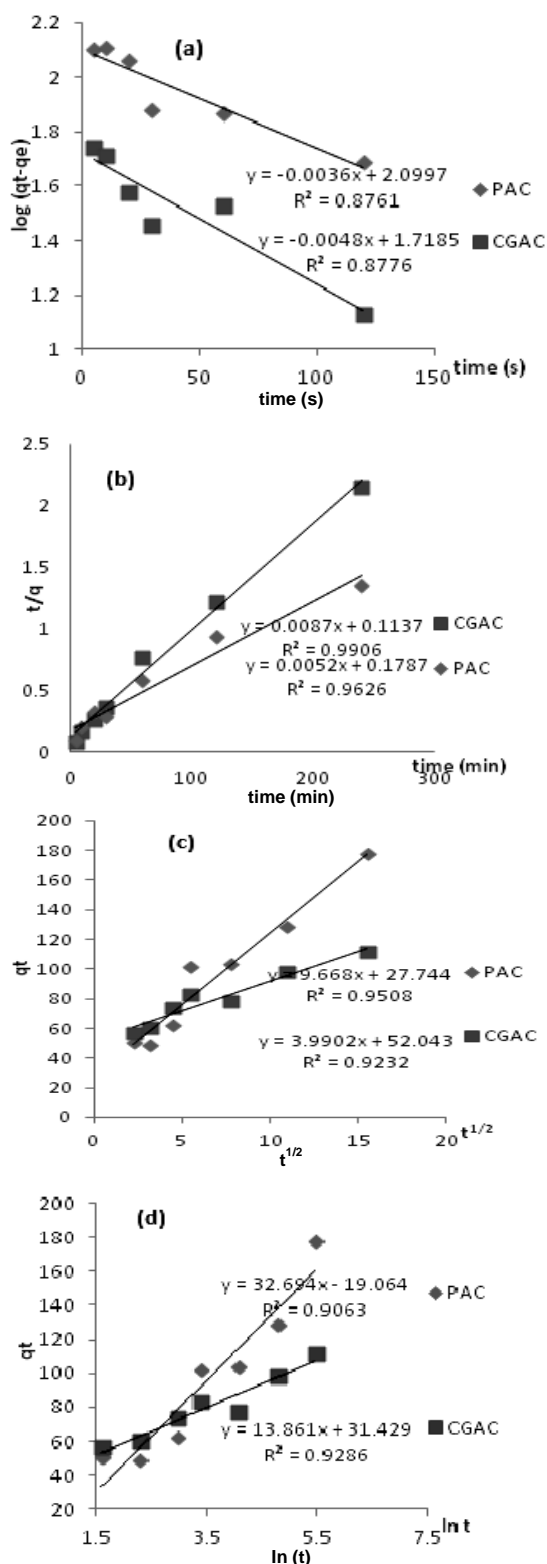 (a)
2.2
2
1.8
1.6
1.4
1.2
1
log (qt-qe)
y = -0.0036x + 2.0997
R² = 0.8761
PAC
y = -0.0048x + 1.7185
R² = 0.8776
CGAC
0 50 100 150
time (s)
time (s)
(b)
2.5
2
1.5
1
0.5
0
t/q
y = 0.0087x + 0.1137
R² = 0.9906
CGAC
y = 0.0052x + 0.1787
R² = 0.9626
PAC
0 100 200 300
time (min)
time (min)
(c)
200
180
160
140
120
100
80
60
40
20
0
qt
9.668x + 27.744
R² = 0.9508
PAC
y = 3.9902x + 52.043
R² = 0.9232
CGAC
0 5 10 15 20
t1/2
t1/2
(d)
200
180
160
140
120
100
80
60
40
20
qt
y = 32.694x - 19.064
R² = 0.9063
PAC
y = 13.861x + 31.429
R² = 0.9286
CGAC
1.5 3.5 5.5 7.5
ln t
ln (t)